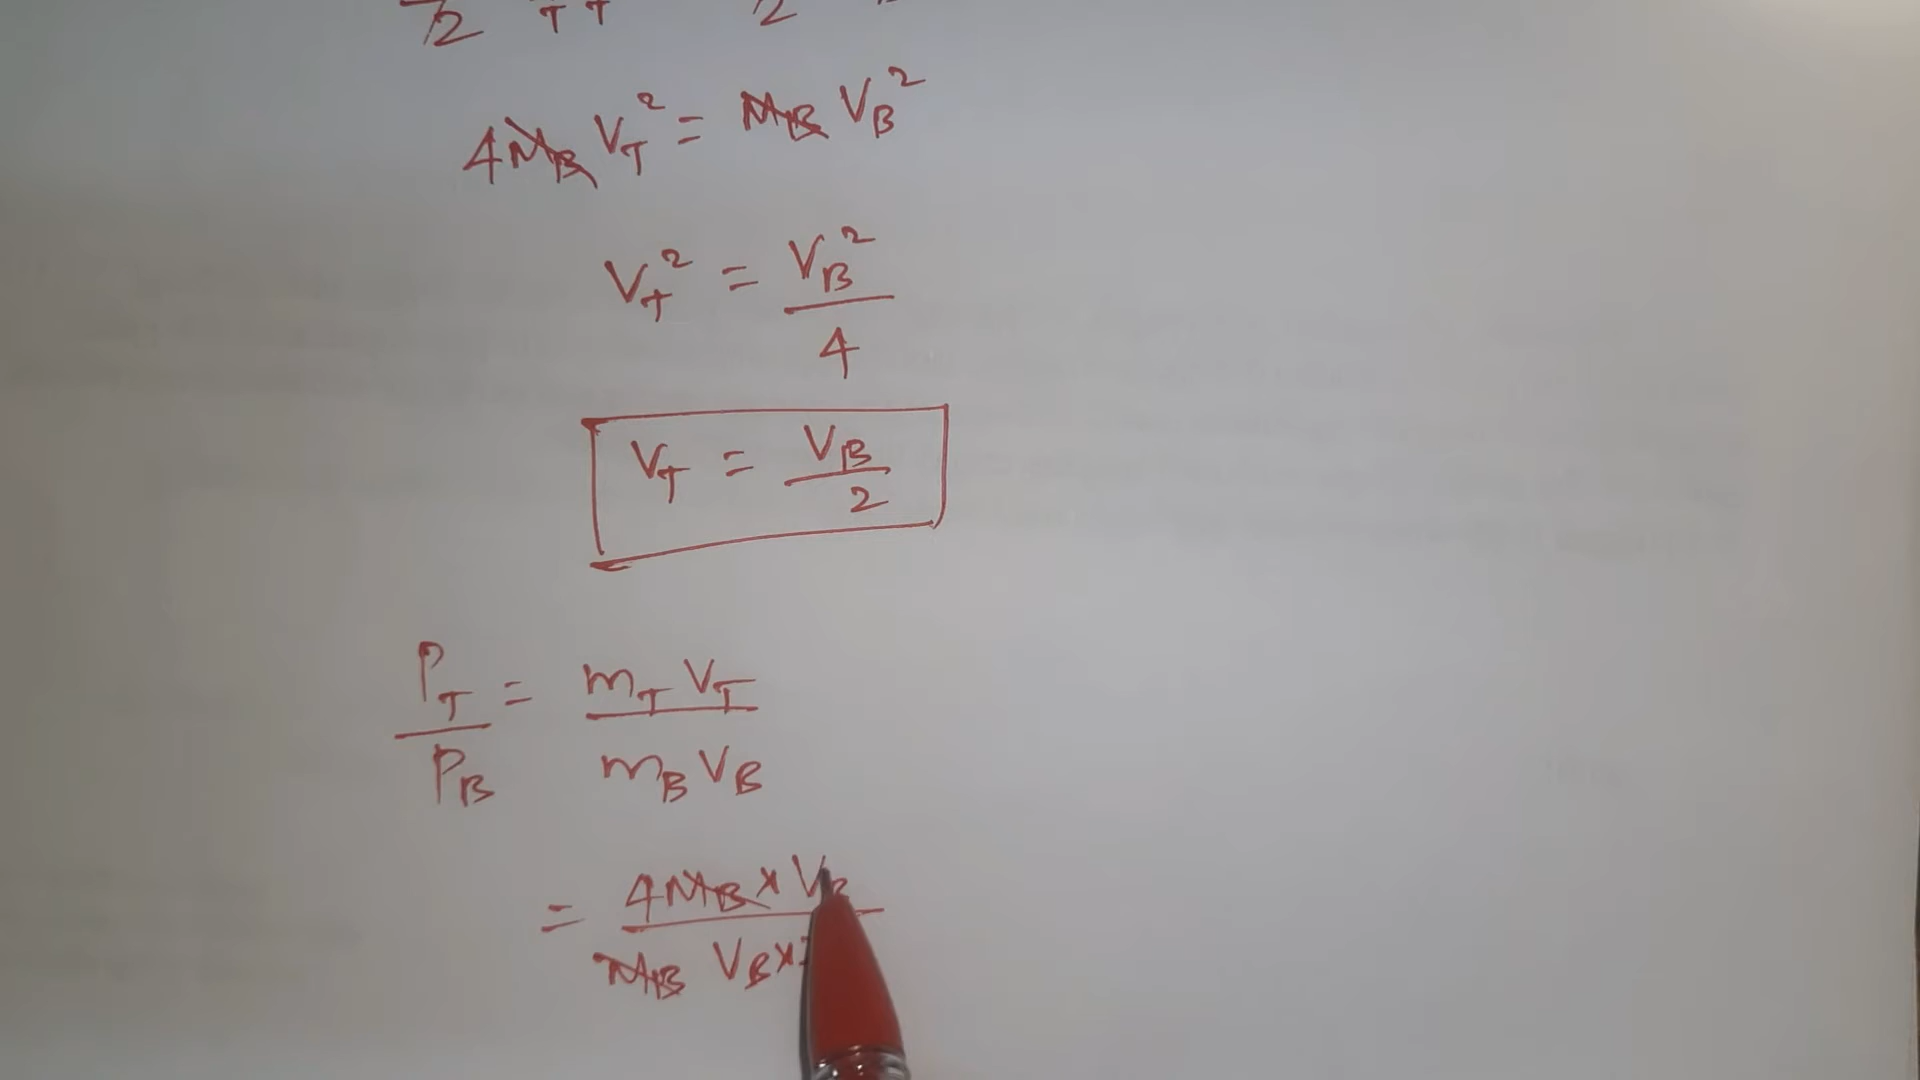 2 T T 2
4M_B V_T² = M_B V_B²
V_T² = V_B² / 4
V_T = V_B / 2
P_T / P_B = m_T V_T / m_B V_B
= 4M_B × V_B / M_B V_B ×